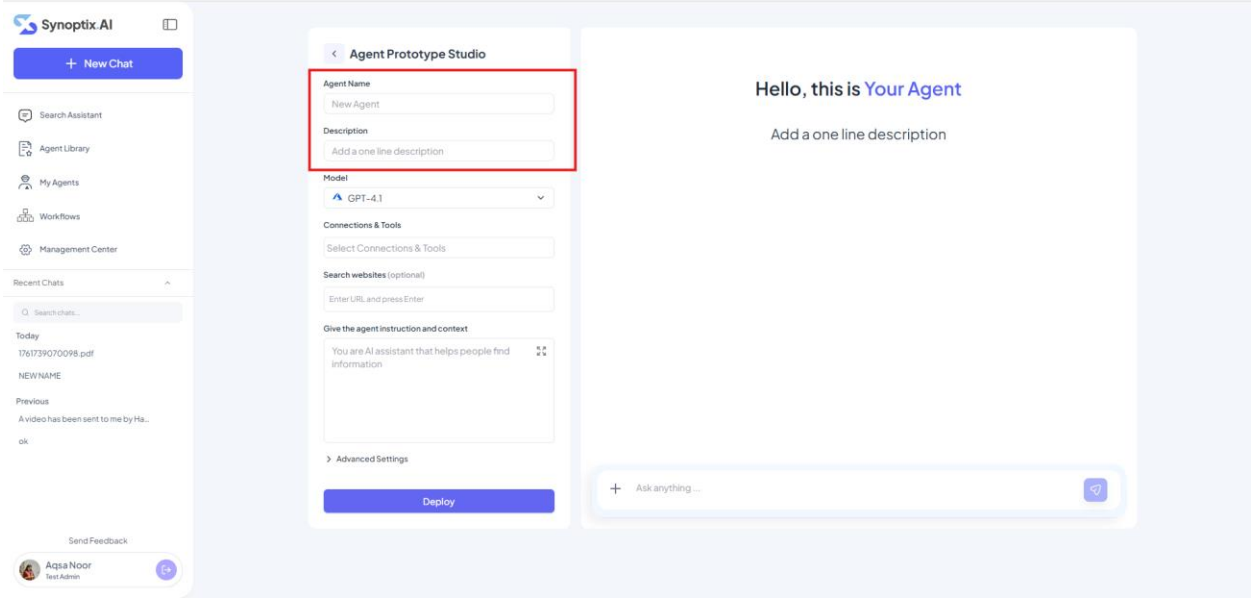 Synoptix.AI
+ New Chat
Search Assistant
Agent Library
My Agents
Workflows
Management Center
Recent Chats
Search chats...
Today
1761739070098.pdf
NEW NAME
Previous
A video has been sent to me by Ha...
ok
Send Feedback
Aqsa Noor
Test Admin
Agent Prototype Studio
Agent Name
New Agent
Description
Add a one line description
Model
GPT-4.1
Connections & Tools
Select Connections & Tools
Search websites (optional)
Enter URL and press Enter
Give the agent instruction and context
You are AI assistant that helps people find
information
Advanced Settings
Deploy
Hello, this is Your Agent
Add a one line description
Ask anything ...